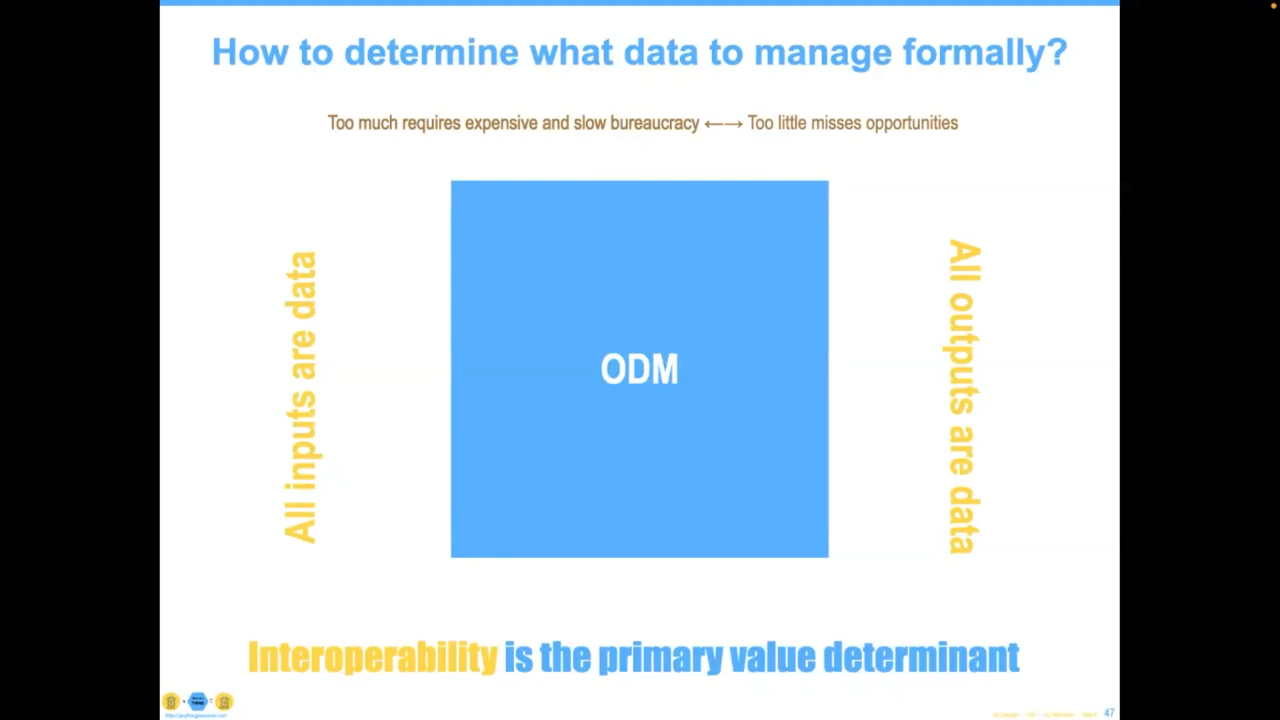 How to determine what data to manage formally?
Too much requires expensive and slow bureaucracy ←→ Too little misses opportunities
All inputs are data
ODM
All outputs are data
Interoperability is the primary value determinant
47